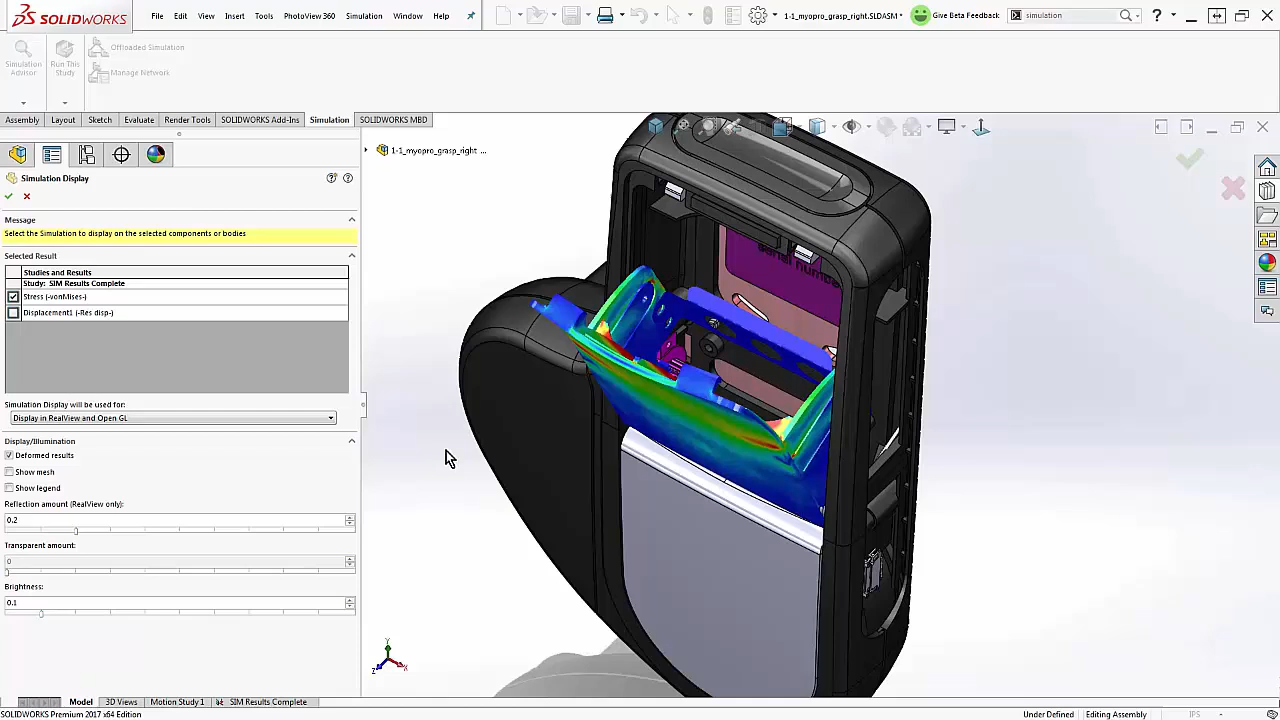 SOLIDWORKS
File Edit View Insert Tools PhotoView 360 Simulation Window Help
1-1_myopro_grasp_right.SLDASM *
Give Beta Feedback
simulation
?
Simulation Advisor
Run This Study
Offloaded Simulation
Manage Network
Assembly Layout Sketch Evaluate Render Tools SOLIDWORKS Add-Ins Simulation SOLIDWORKS MBD
1-1_myopro_grasp_right ...
Simulation Display
Message
Select the Simulation to display on the selected components or bodies
Selected Result
Studies and Results
Study: SIM Results Complete
Stress (-vonMises-)
Displacement1 (-Res disp-)
Simulation Display will be used for:
Display in RealView and Open GL
Display/Illumination
Deformed results
Show mesh
Show legend
Reflection amount (RealView only):
0.2
Transparent amount:
0
Brightness:
0.1
Serial numbe
Y
Z
X
Model 3D Views Motion Study 1 SIM Results Complete
SOLIDWORKS Premium 2017 x64 Edition
Under Defined Editing Assembly IPS